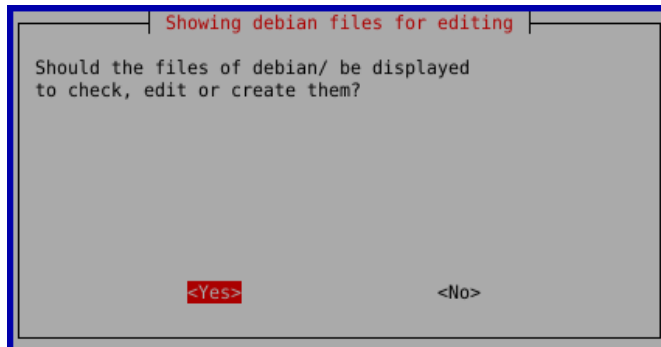 Showing debian files for editing
Should the files of debian/ be displayed
to check, edit or create them?
<Yes> <No>